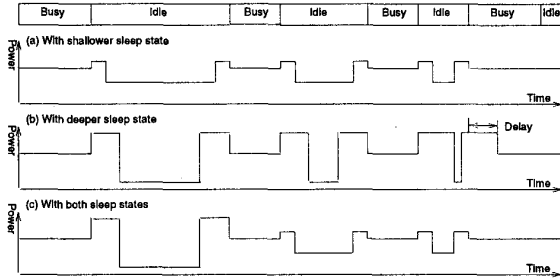 Busy Idle Busy Idle Busy Idle Busy Idle
(a) With shallower sleep state
Power
Time
(b) With deeper sleep state
Power
Delay
Time
(c) With both sleep states
Power
Time